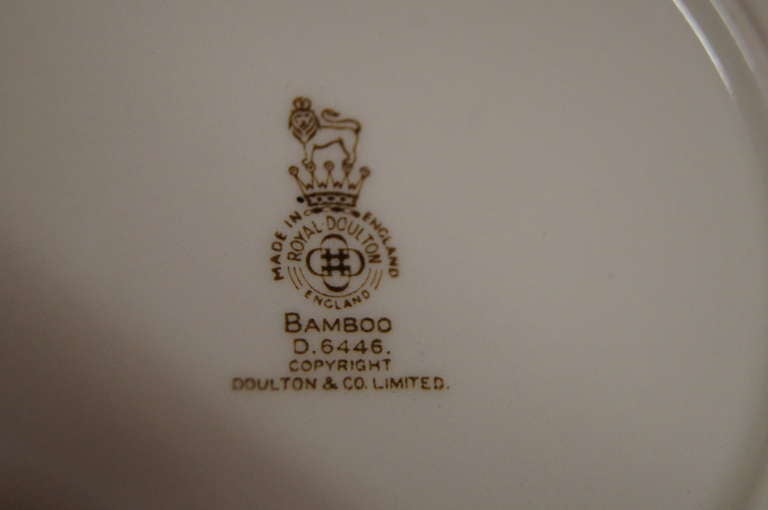 MADE IN ENGLAND
ROYAL DOULTON
ENGLAND
BAMBOO
D.6446.
COPYRIGHT
DOULTON & CO. LIMITED.